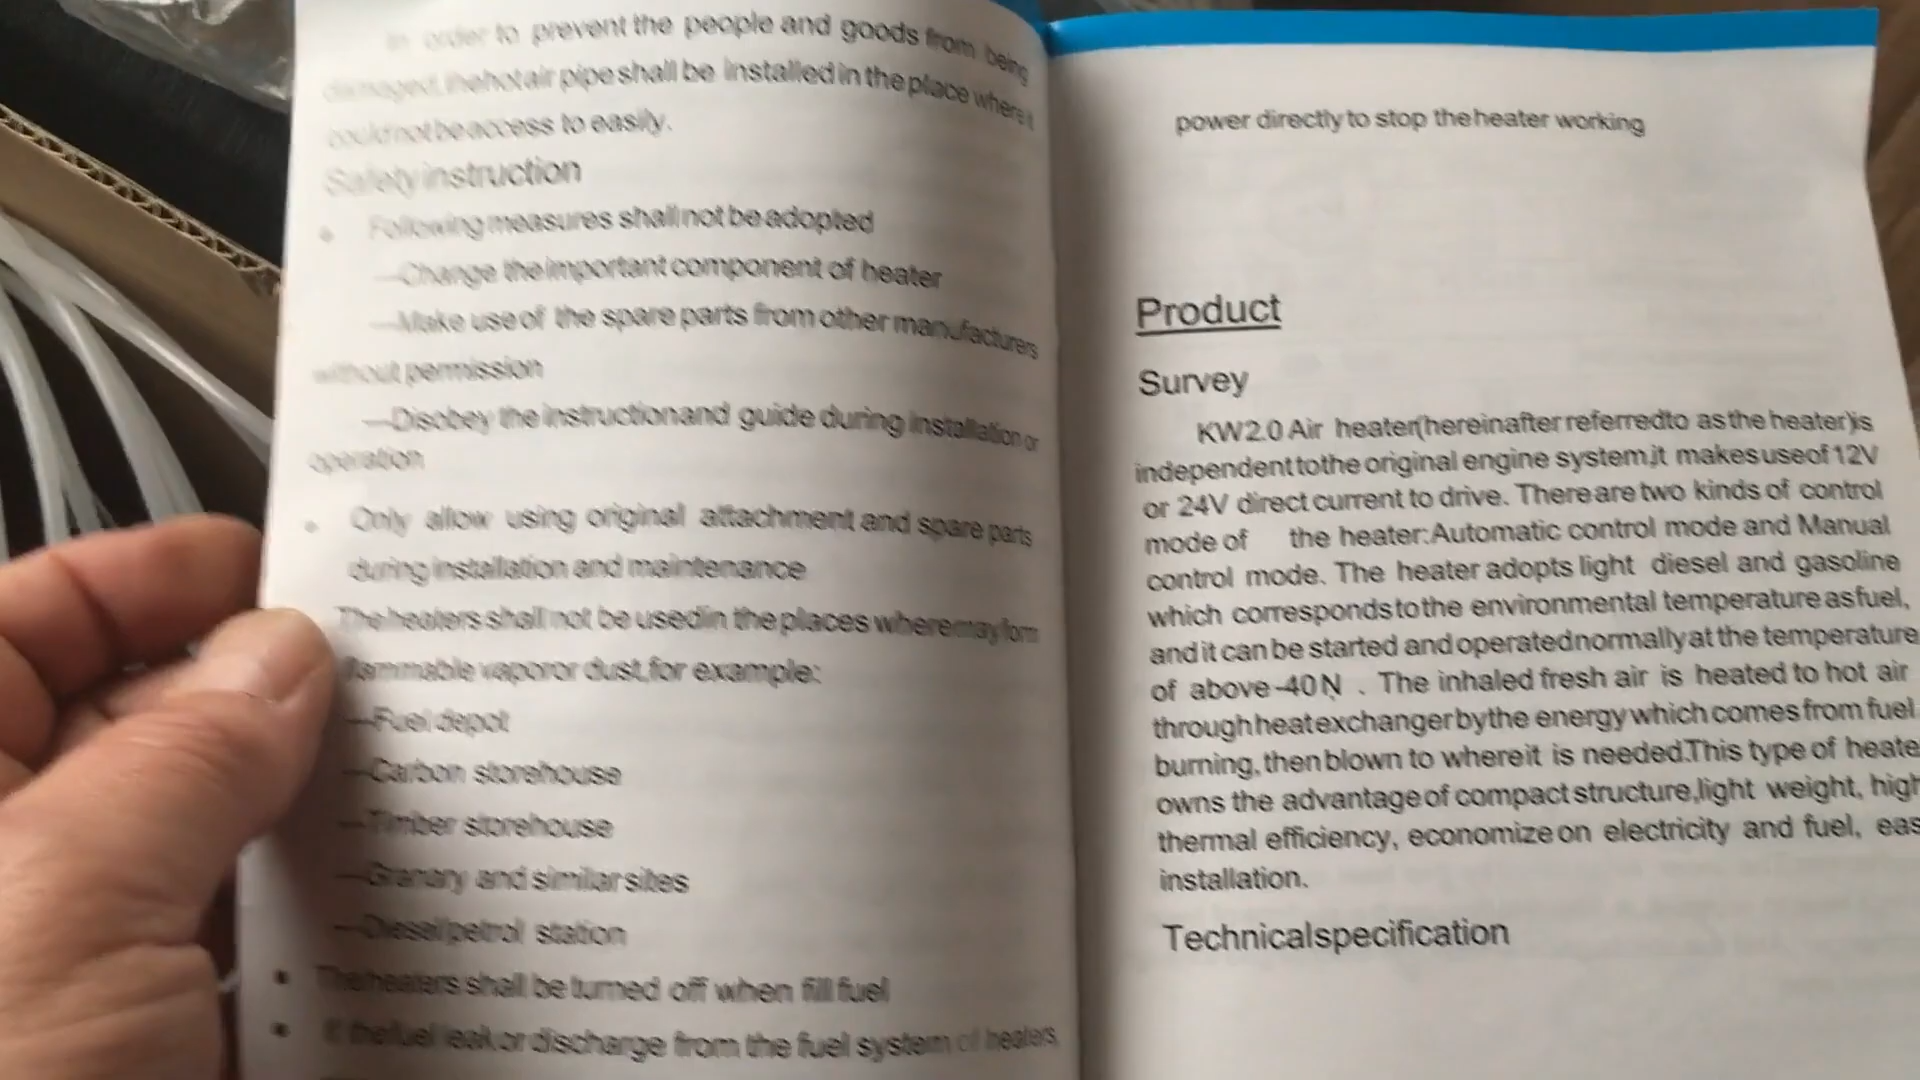 In order to prevent the people and goods from being
damaged, the hot air pipe shall be installed in the place where it
could not be access to easily.
Safety instruction
Following measures shall not be adopted
—Change the important component of heater
—Make use of the spare parts from other manufacturers
without permission
—Disobey the instruction and guide during installation or
operation
Only allow using original attachment and spare parts
during installation and maintenance
The heaters shall not be used in the places where may form
flammable vapor or dust, for example:
—Fuel depot
—Carbon storehouse
—Timber storehouse
—Granary and similar sites
—Diesel petrol station
The heaters shall be turned off when fill fuel
If the fuel leak or discharge from the fuel system of heaters,
power directly to stop the heater working
Product
Survey
KW2.0 Air heater(hereinafter referred to as the heater)is
independent to the original engine system,it makes use of 12V
or 24V direct current to drive. There are two kinds of control
mode of the heater:Automatic control mode and Manual
control mode. The heater adopts light diesel and gasoline
which corresponds to the environmental temperature as fuel,
and it can be started and operated normally at the temperature
of above -40N . The inhaled fresh air is heated to hot air
through heat exchanger by the energy which comes from fuel
burning, then blown to where it is needed.This type of heate
owns the advantage of compact structure,light weight, high
thermal efficiency, economize on electricity and fuel, eas
installation.
Technical specification